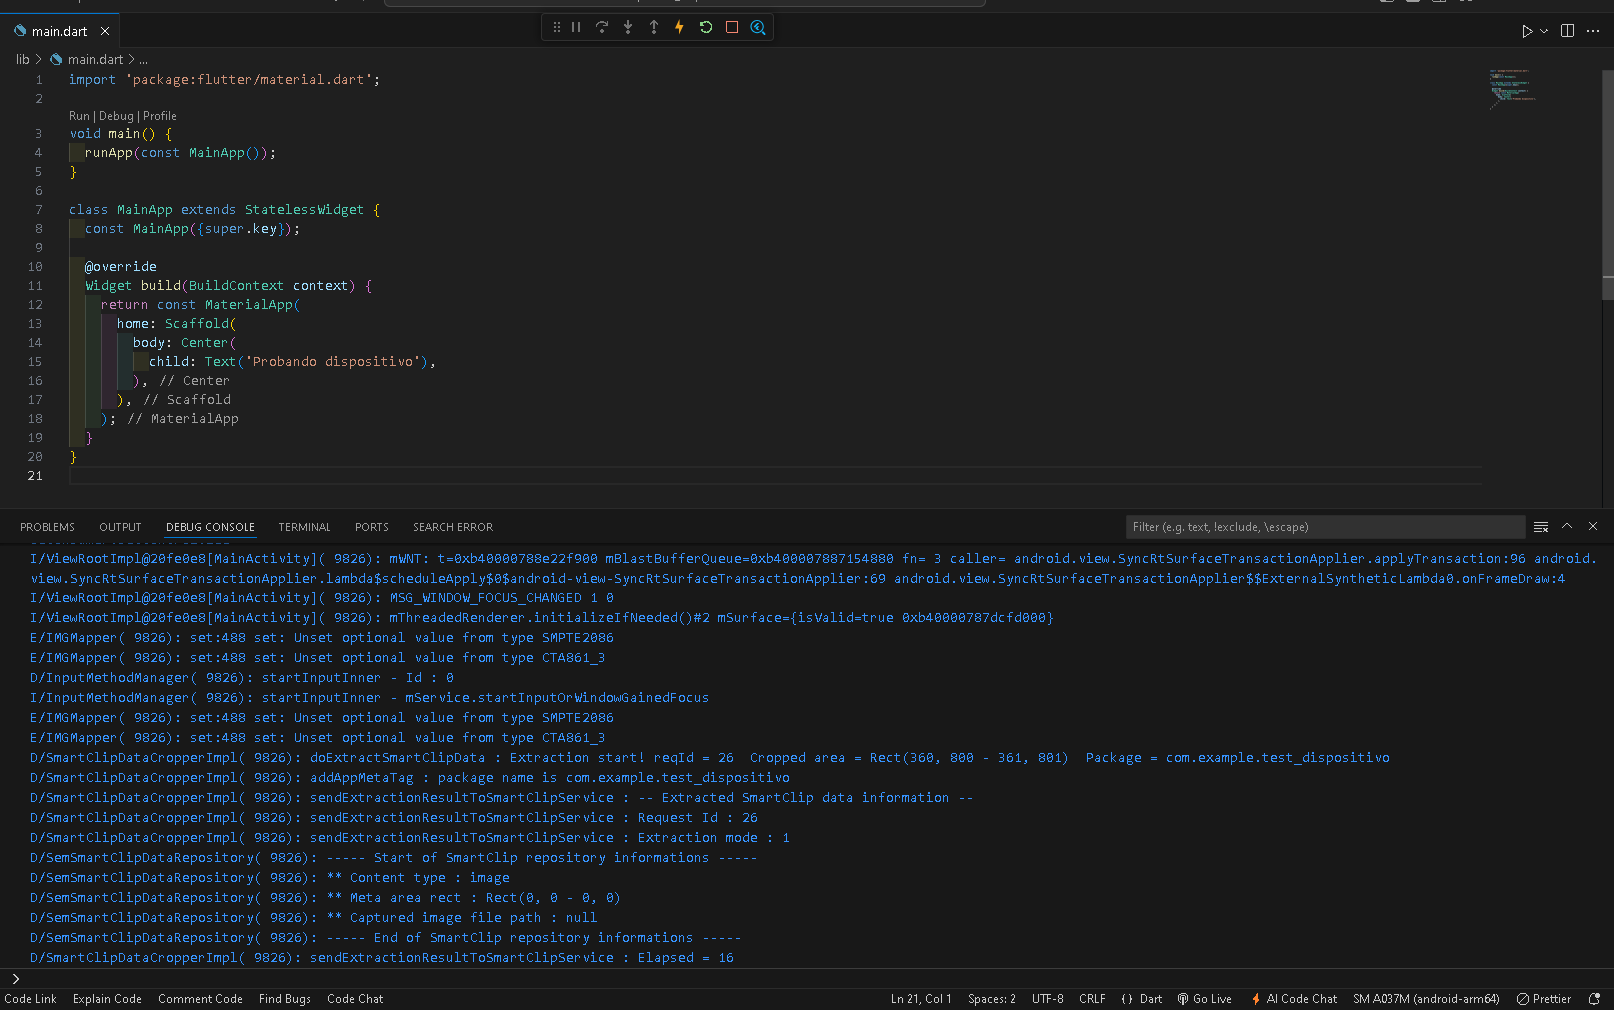 main.dart
lib > main.dart > ...
1 import 'package:flutter/material.dart';
2
Run | Debug | Profile
3 void main() {
4 runApp(const MainApp());
5 }
6
7 class MainApp extends StatelessWidget {
8 const MainApp({super.key});
9
10 @override
11 Widget build(BuildContext context) {
12 return const MaterialApp(
13 home: Scaffold(
14 body: Center(
15 child: Text('Probando dispositivo'),
16 ), // Center
17 ), // Scaffold
18 ); // MaterialApp
19 }
20 }
21
PROBLEMS OUTPUT DEBUG CONSOLE TERMINAL PORTS SEARCH ERROR Filter (e.g. text, !exclude, \escape)
I/ViewRootImpl@20fe0e8[MainActivity]( 9826): mWNT: t=0xb40000788e22f900 mBlastBufferQueue=0xb400007887154880 fn= 3 caller= android.view.SyncRtSurfaceTransactionApplier.applyTransaction:96 android.
view.SyncRtSurfaceTransactionApplier.lambda$scheduleApply$0$android-view-SyncRtSurfaceTransactionApplier:69 android.view.SyncRtSurfaceTransactionApplier$$ExternalSyntheticLambda0.onFrameDraw:4
I/ViewRootImpl@20fe0e8[MainActivity]( 9826): MSG_WINDOW_FOCUS_CHANGED 1 0
I/ViewRootImpl@20fe0e8[MainActivity]( 9826): mThreadedRenderer.initializeIfNeeded()#2 mSurface={isValid=true 0xb40000787dcfd000}
E/IMGMapper( 9826): set:488 set: Unset optional value from type SMPTE2086
E/IMGMapper( 9826): set:488 set: Unset optional value from type CTA861_3
D/InputMethodManager( 9826): startInputInner - Id : 0
I/InputMethodManager( 9826): startInputInner - mService.startInputOrWindowGainedFocus
E/IMGMapper( 9826): set:488 set: Unset optional value from type SMPTE2086
E/IMGMapper( 9826): set:488 set: Unset optional value from type CTA861_3
D/SmartClipDataCropperImpl( 9826): doExtractSmartClipData : Extraction start! reqId = 26  Cropped area = Rect(360, 800 - 361, 801)  Package = com.example.test_dispositivo
D/SmartClipDataCropperImpl( 9826): addAppMetaTag : package name is com.example.test_dispositivo
D/SmartClipDataCropperImpl( 9826): sendExtractionResultToSmartClipService : -- Extracted SmartClip data information --
D/SmartClipDataCropperImpl( 9826): sendExtractionResultToSmartClipService : Request Id : 26
D/SmartClipDataCropperImpl( 9826): sendExtractionResultToSmartClipService : Extraction mode : 1
D/SemSmartClipDataRepository( 9826): ----- Start of SmartClip repository informations -----
D/SemSmartClipDataRepository( 9826): ** Content type : image
D/SemSmartClipDataRepository( 9826): ** Meta area rect : Rect(0, 0 - 0, 0)
D/SemSmartClipDataRepository( 9826): ** Captured image file path : null
D/SemSmartClipDataRepository( 9826): ----- End of SmartClip repository informations -----
D/SmartClipDataCropperImpl( 9826): sendExtractionResultToSmartClipService : Elapsed = 16
>
Code Link Explain Code Comment Code Find Bugs Code Chat Ln 21, Col 1 Spaces: 2 UTF-8 CRLF {} Dart Go Live AI Code Chat SM A037M (android-arm64) Prettier